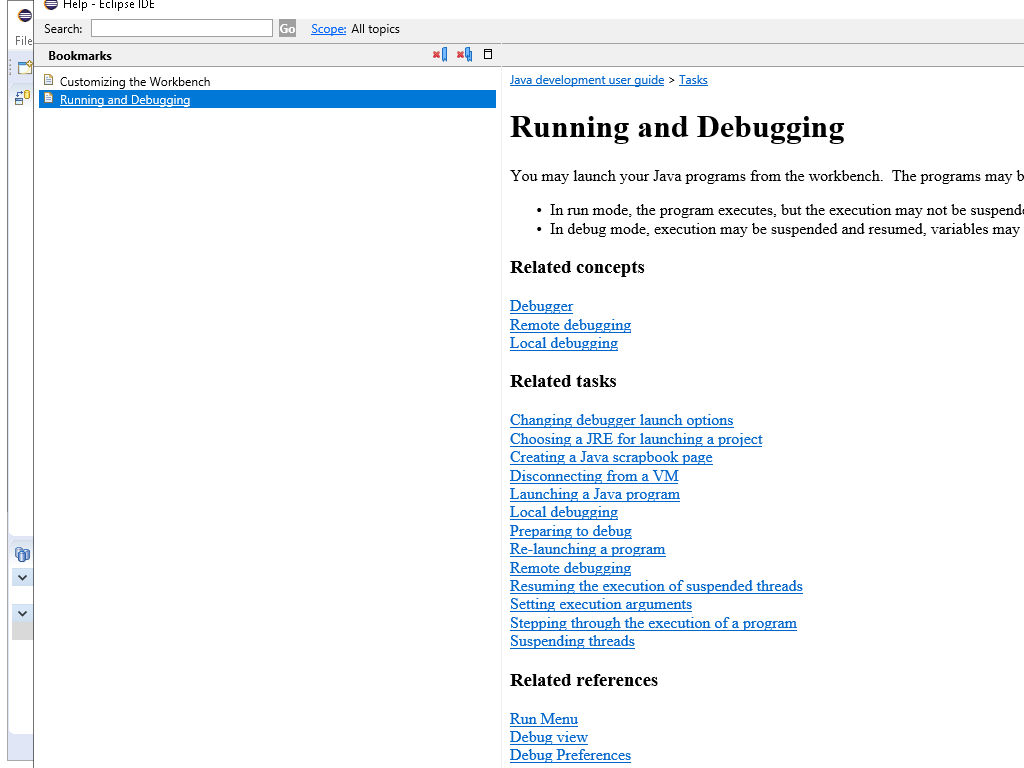 Help - Eclipse IDE
File
Search:
Go
Scope: All topics
Bookmarks
Customizing the Workbench
Running and Debugging
Java development user guide > Tasks
Running and Debugging
You may launch your Java programs from the workbench. The programs may b
• In run mode, the program executes, but the execution may not be suspend
• In debug mode, execution may be suspended and resumed, variables may
Related concepts
Debugger
Remote debugging
Local debugging
Related tasks
Changing debugger launch options
Choosing a JRE for launching a project
Creating a Java scrapbook page
Disconnecting from a VM
Launching a Java program
Local debugging
Preparing to debug
Re-launching a program
Remote debugging
Resuming the execution of suspended threads
Setting execution arguments
Stepping through the execution of a program
Suspending threads
Related references
Run Menu
Debug view
Debug Preferences